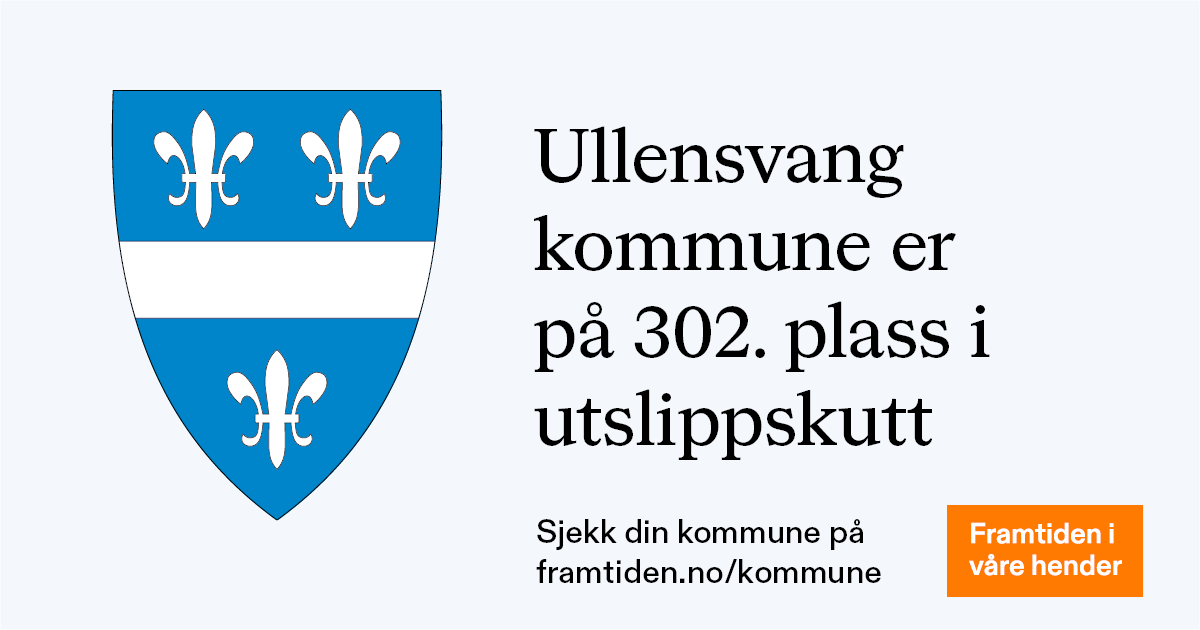 Ullensvang
kommune er
på 302. plass i
utslippskutt
Sjekk din kommune på
framtiden.no/kommune
Framtiden i
våre hender